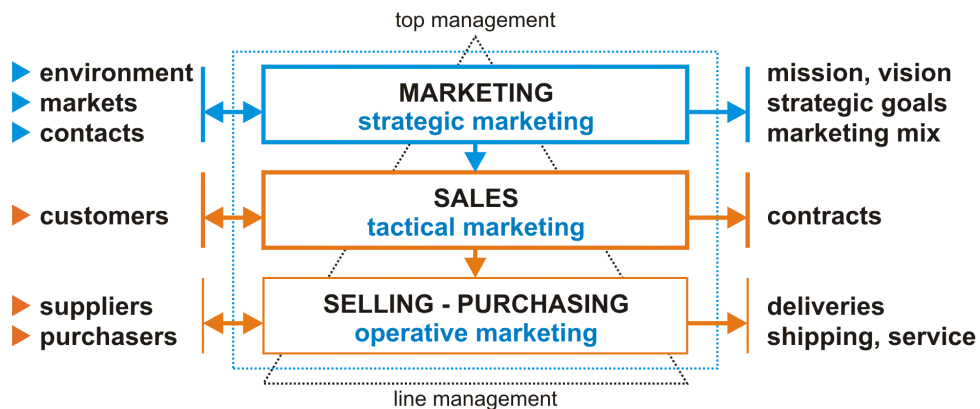 top management
environment
markets
contacts
MARKETING
strategic marketing
mission, vision
strategic goals
marketing mix
customers
SALES
tactical marketing
contracts
suppliers
purchasers
SELLING - PURCHASING
operative marketing
deliveries
shipping, service
line management